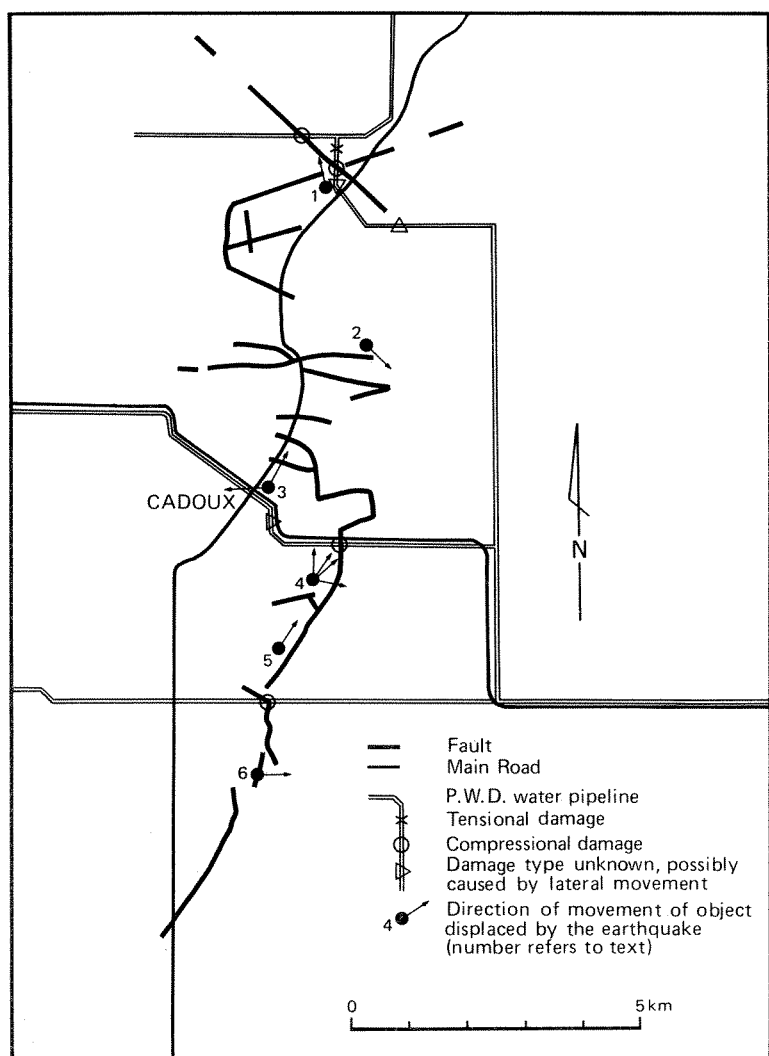 1
2
3
CADOUX
4
5
6
N
Fault
Main Road
P.W.D. water pipeline
Tensional damage
Compressional damage
Damage type unknown, possibly
caused by lateral movement
4
Direction of movement of object
displaced by the earthquake
(number refers to text)
0
5 km